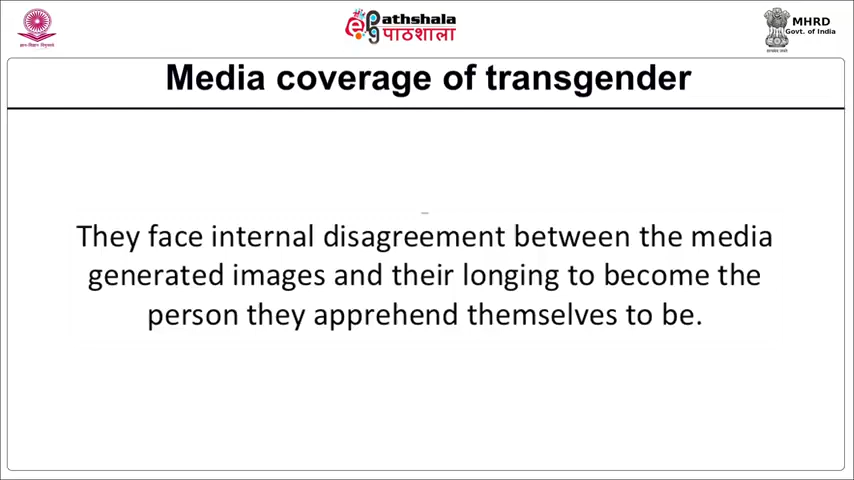 Pathshala
पाठशाला
MHRD
Govt. of India
Media coverage of transgender
They face internal disagreement between the media
generated images and their longing to become the
person they apprehend themselves to be.